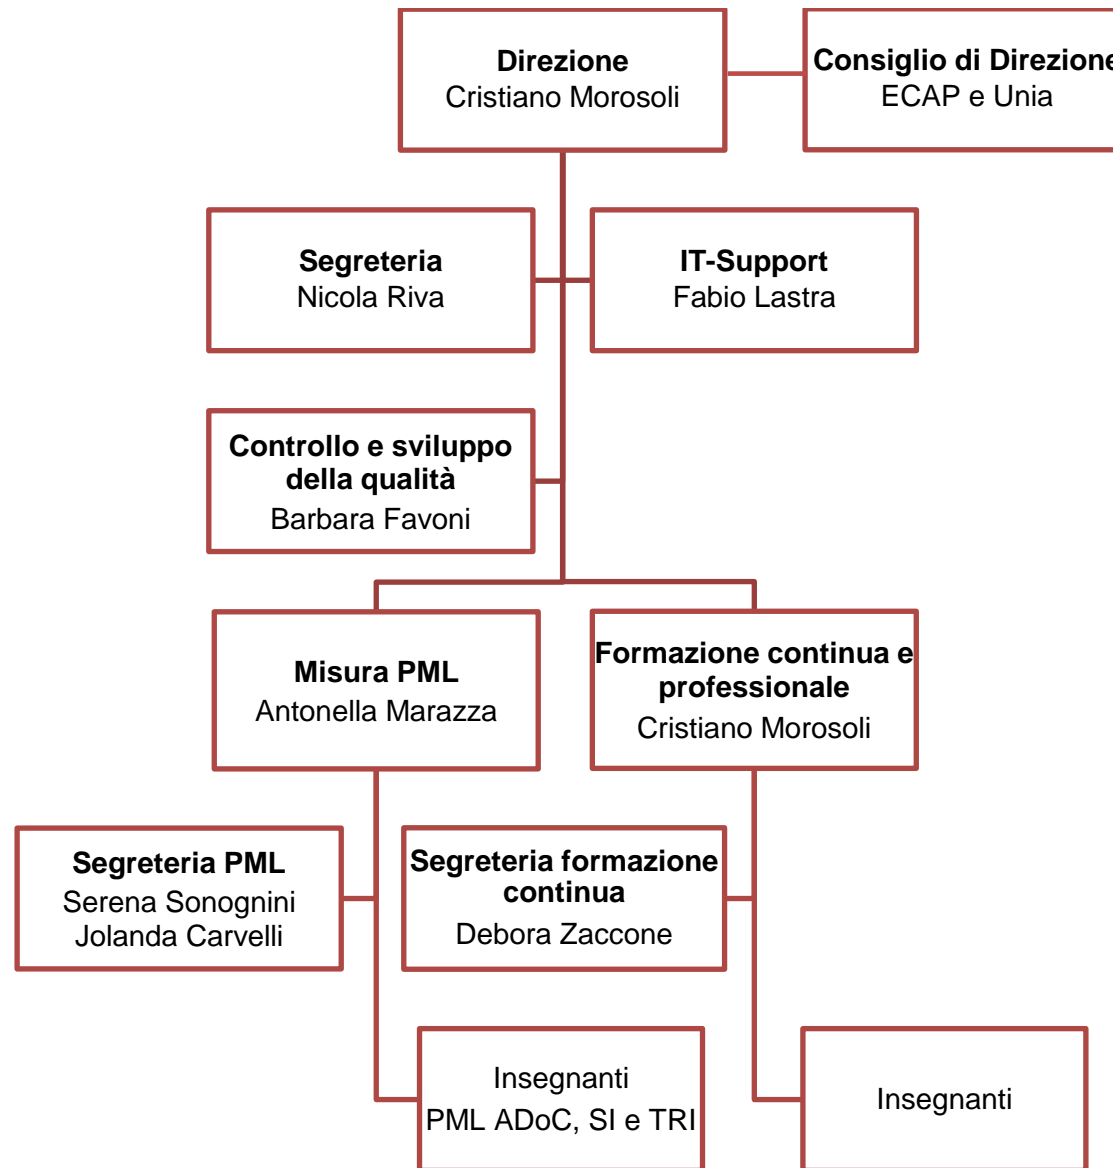 Direzione
Cristiano Morosoli
Consiglio di Direzione
ECAP e Unia
Segreteria
Nicola Riva
IT-Support
Fabio Lastra
Controllo e sviluppo
della qualità
Barbara Favoni
Misura PML
Antonella Marazza
Formazione continua e
professionale
Cristiano Morosoli
Segreteria PML
Serena Sonognini
Jolanda Carvelli
Segreteria formazione
continua
Debora Zaccone
Insegnanti
PML ADoC, SI e TRI
Insegnanti